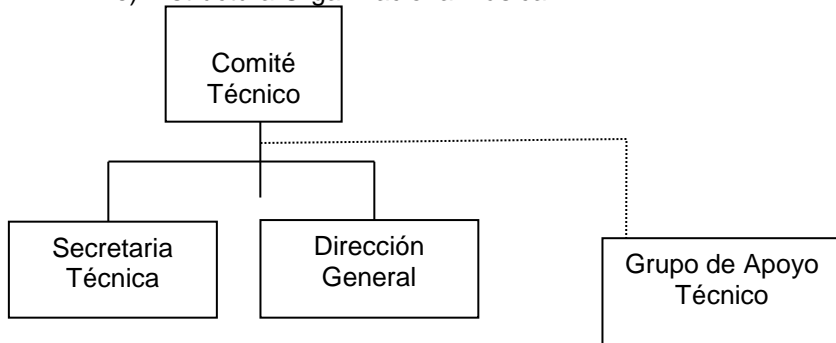 Comité
Técnico
Secretaria
Técnica
Dirección
General
Grupo de Apoyo
Técnico